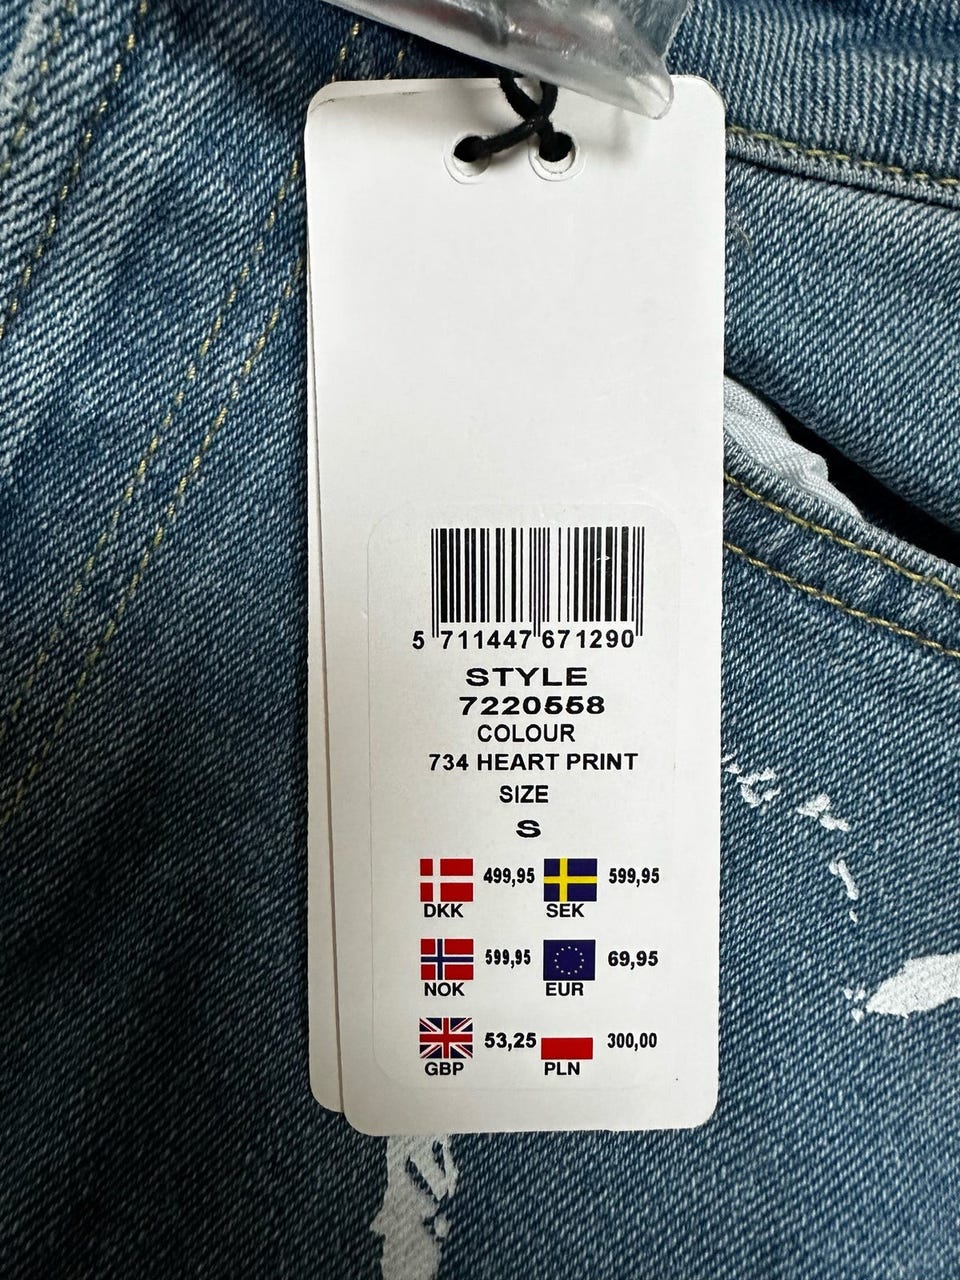 5 711447 671290
STYLE
7220558
COLOUR
734 HEART PRINT
SIZE
S
499,95 599,95
DKK SEK
599,95 69,95
NOK EUR
53,25 300,00
GBP PLN